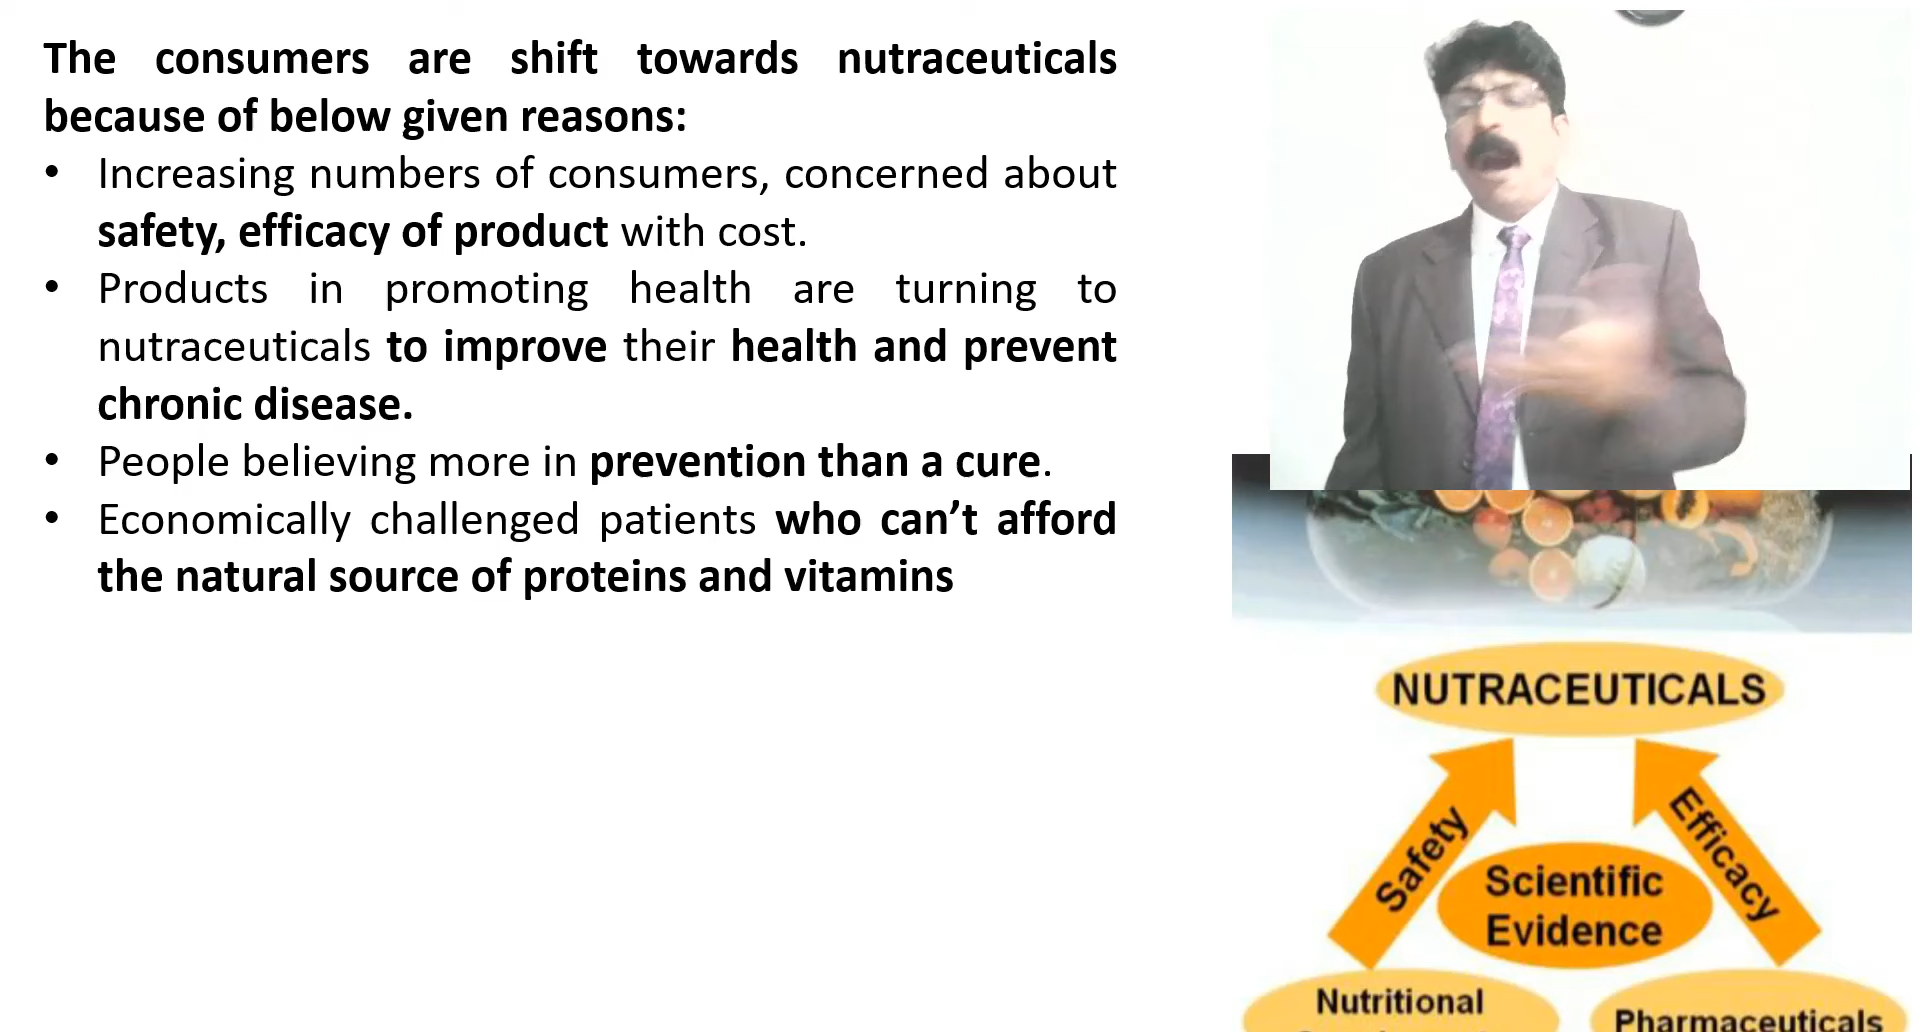 The consumers are shift towards nutraceuticals
because of below given reasons:
• Increasing numbers of consumers, concerned about
safety, efficacy of product with cost.
• Products in promoting health are turning to
nutraceuticals to improve their health and prevent
chronic disease.
• People believing more in prevention than a cure.
• Economically challenged patients who can’t afford
the natural source of proteins and vitamins
NUTRACEUTICALS
Safety
Efficacy
Scientific
Evidence
Nutritional
Pharmaceuticals